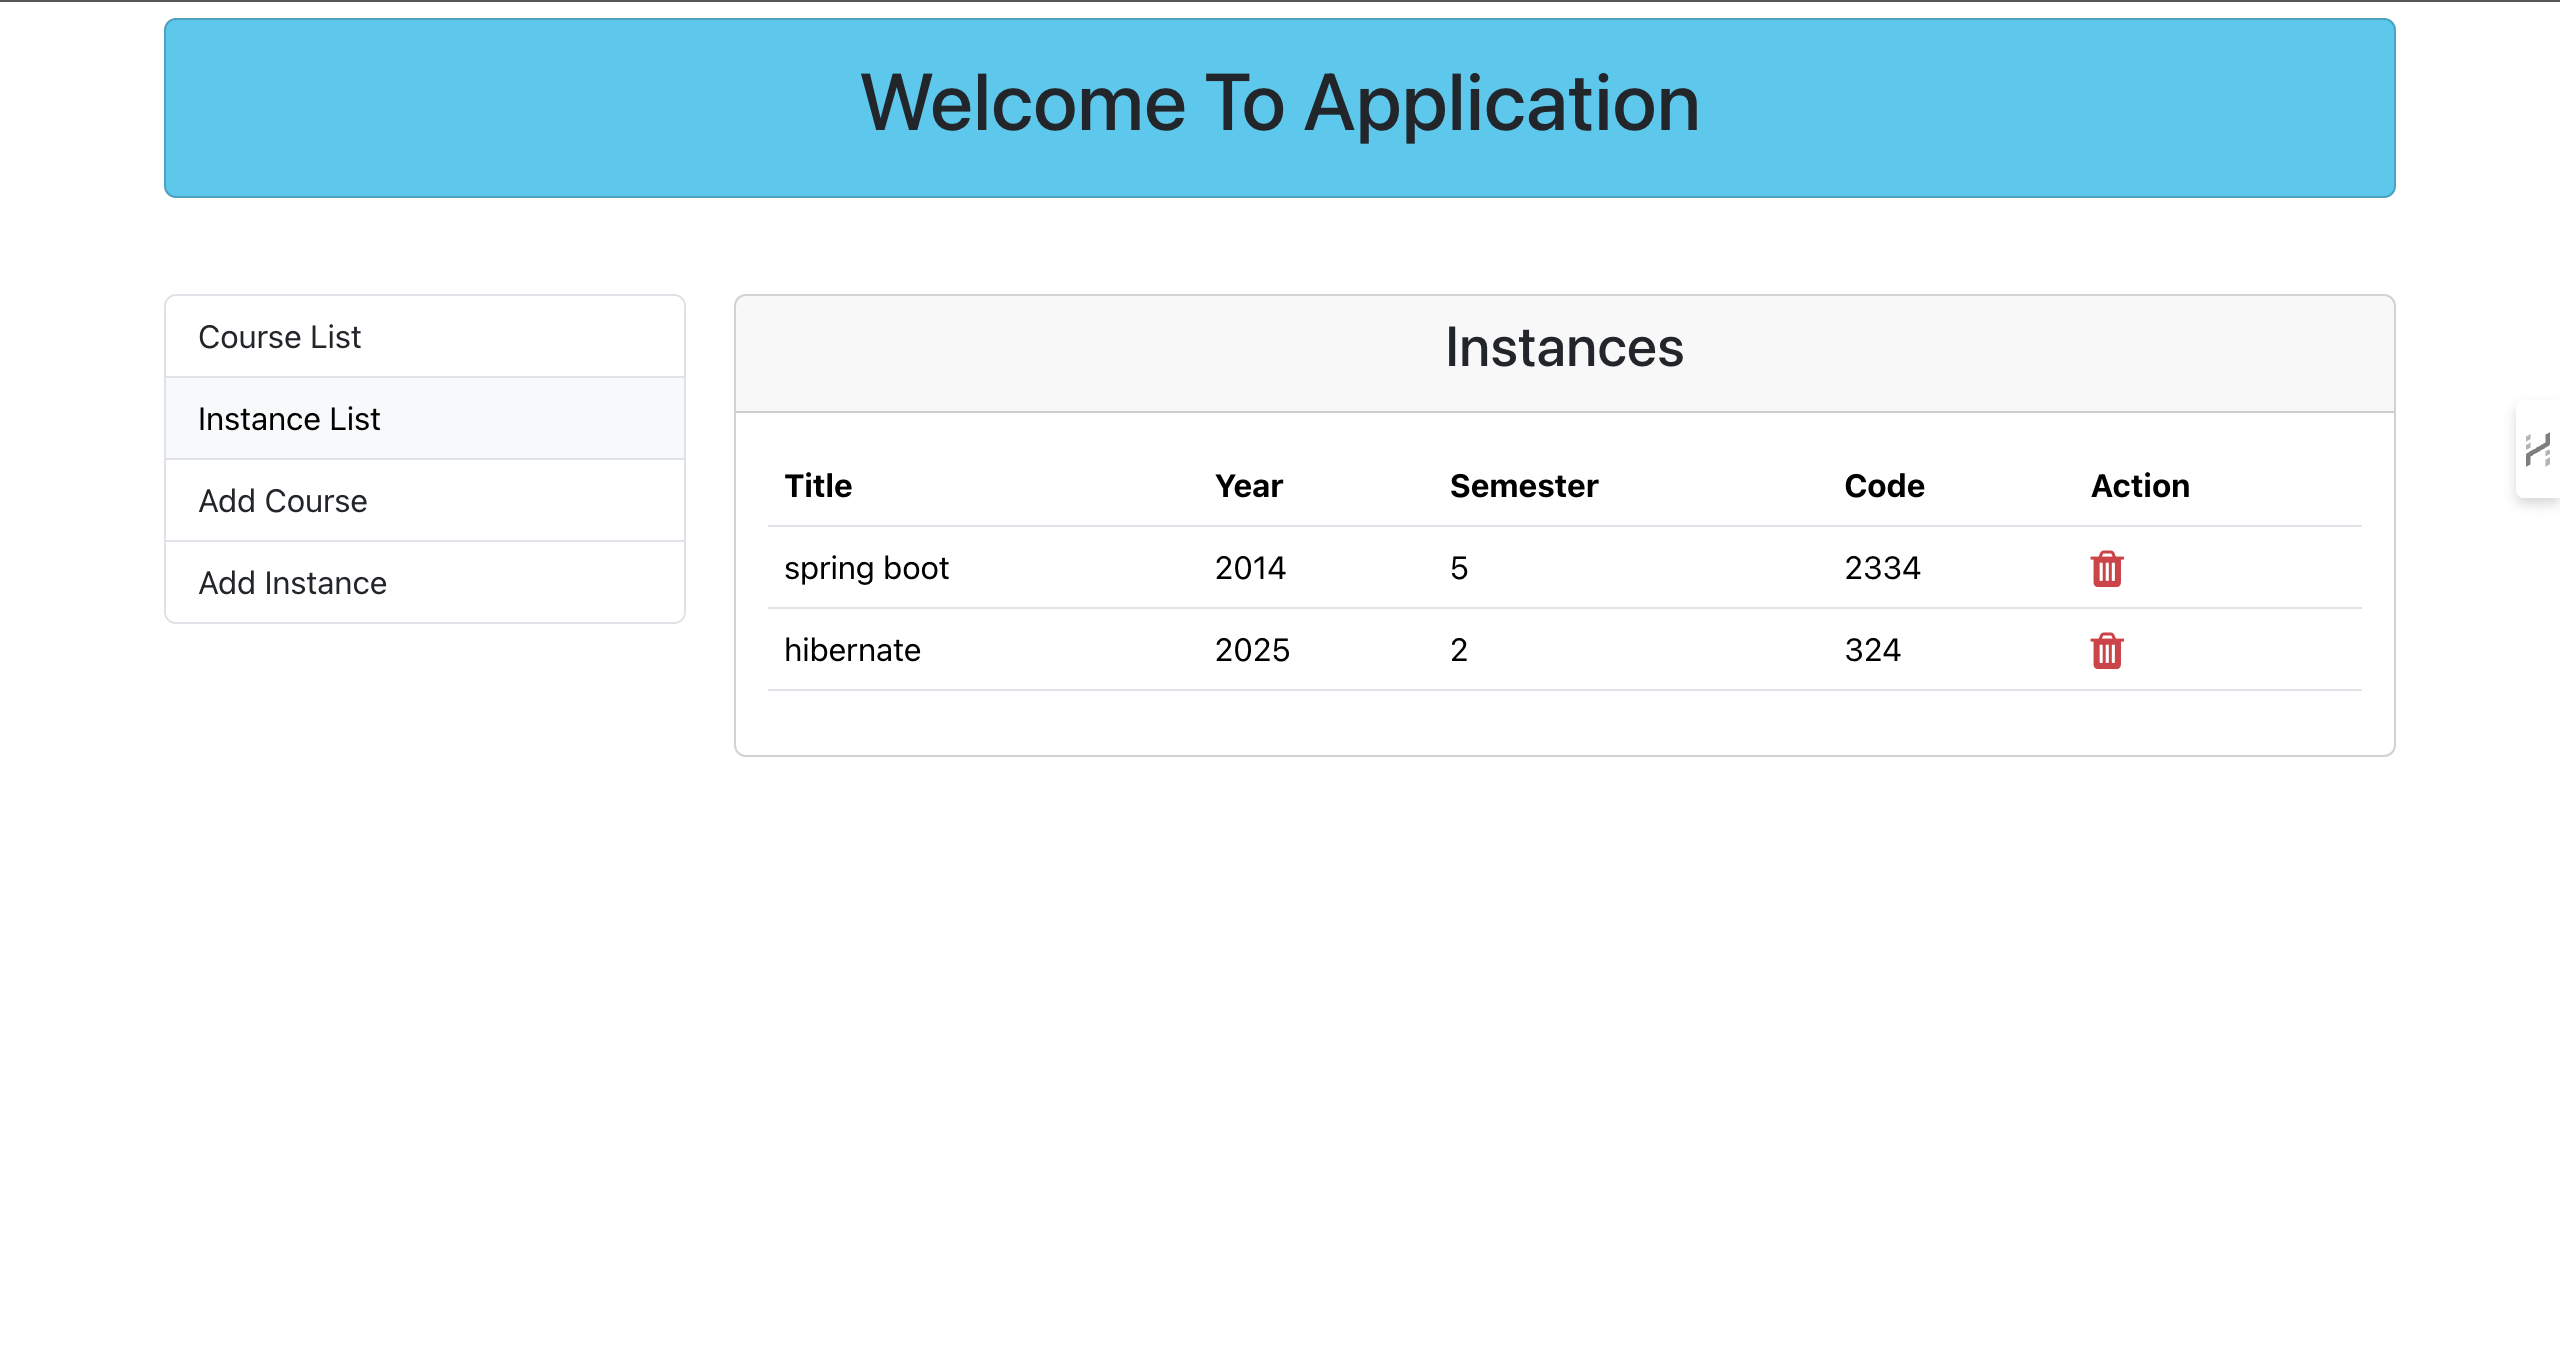 Welcome To Application
Course List
Instance List
Add Course
Add Instance
Instances
Title Year Semester Code Action
spring boot 2014 5 2334
hibernate 2025 2 324